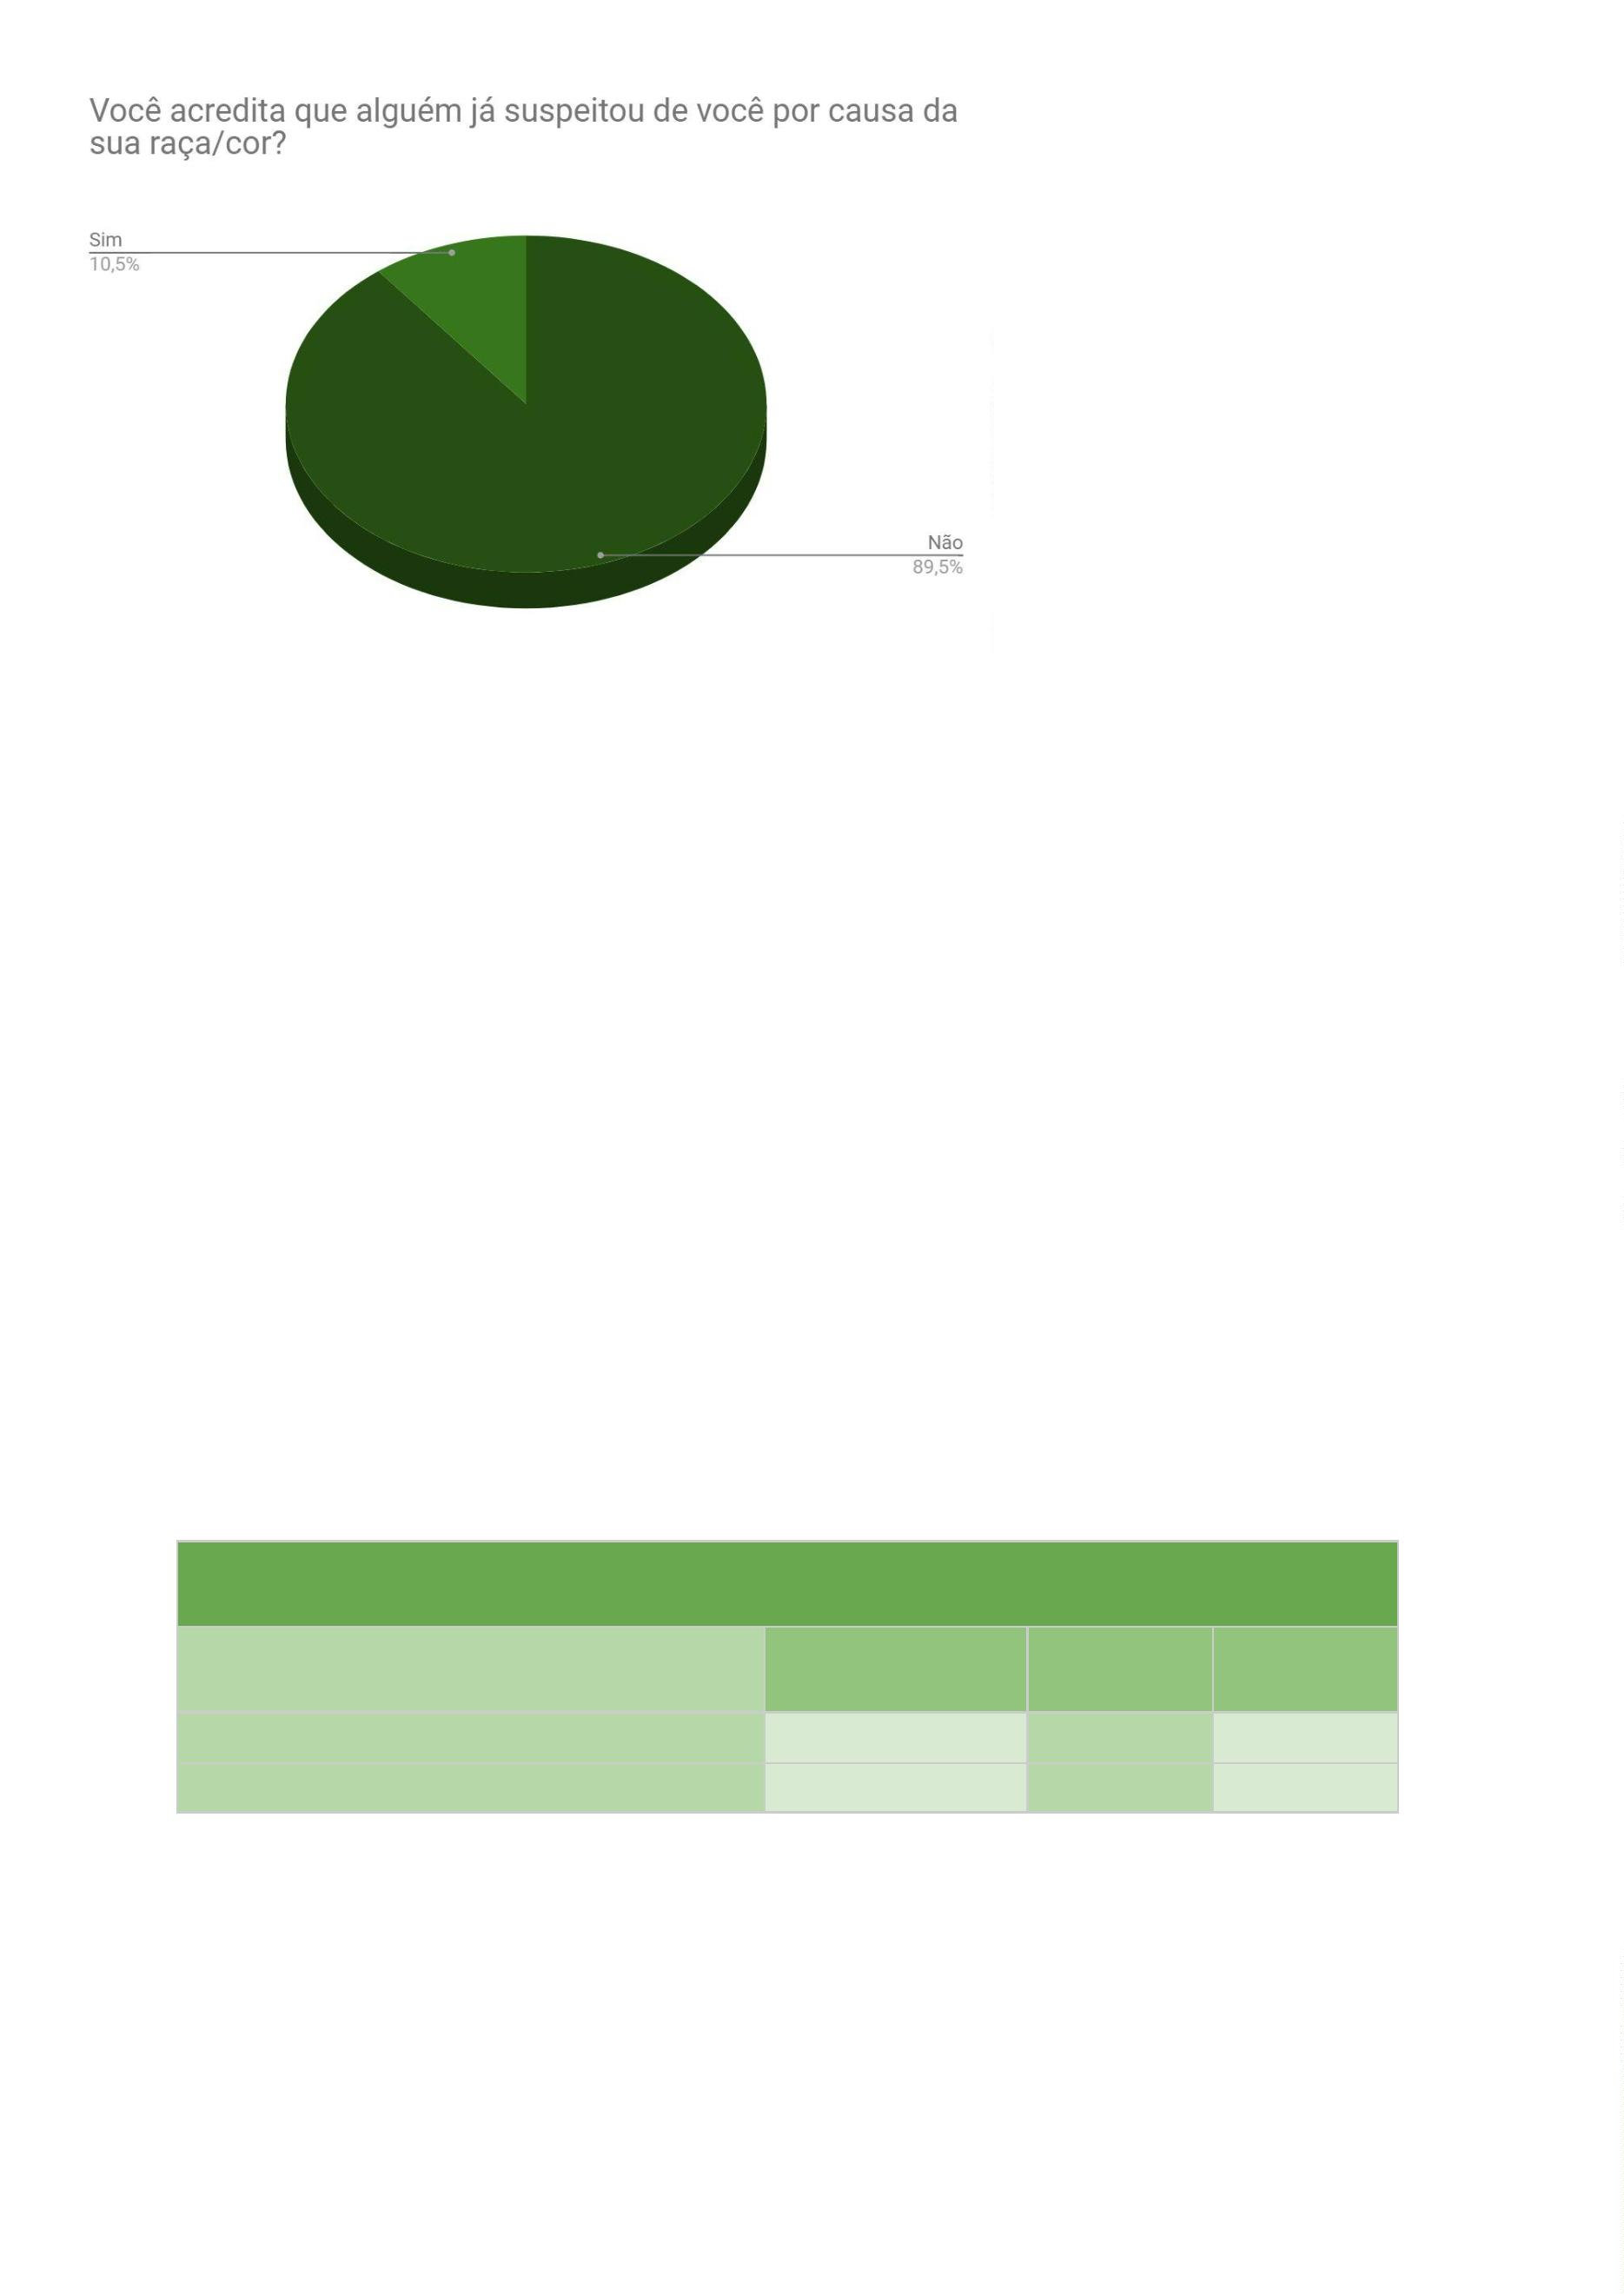 Você acredita que alguém já suspeitou de você por causa da
sua raça/cor?
Sim
10,5%
Não
89,5%